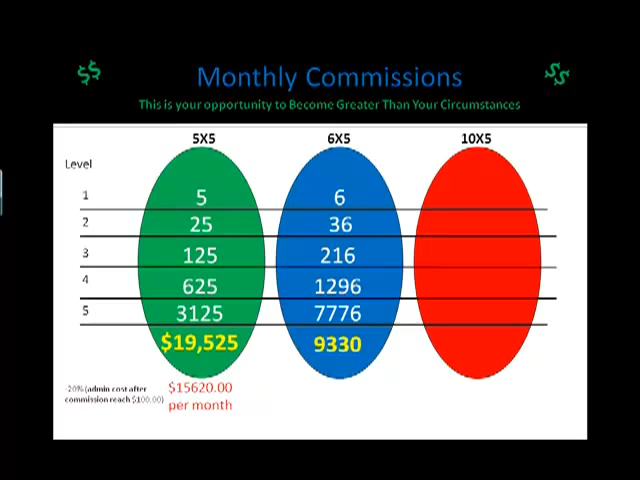 $$
Monthly Commissions
$$
This is your opportunity to Become Greater Than Your Circumstances
5X5 6X5 10X5
Level
1 5 6
2 25 36
3 125 216
4 625 1296
5 3125 7776
$19,525 9330
-20% (admin cost after
commission reach $100.00)
$15620.00
per month